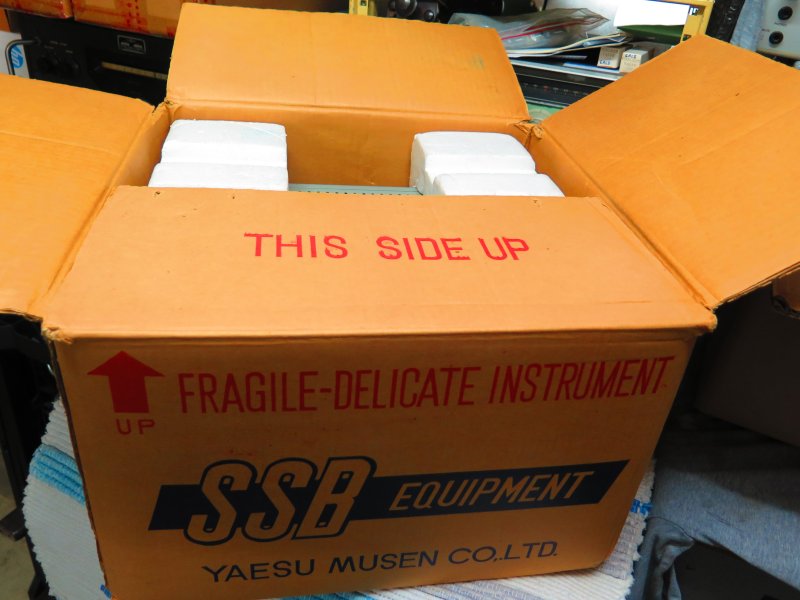 THIS SIDE UP
FRAGILE-DELICATE INSTRUMENT
UP
SSB EQUIPMENT
YAESU MUSEN CO.,LTD.